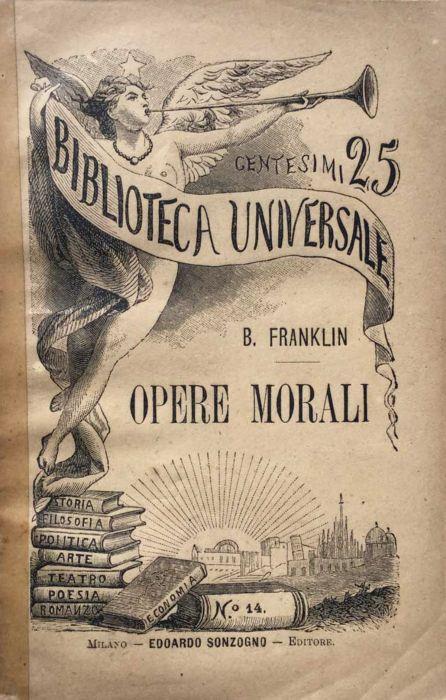 CENTESIMI 25
BIBLIOTECA UNIVERSALE
B. FRANKLIN
OPERE MORALI
STORIA
FILOSOFIA
POLITICA
ARTE
TEATRO
POESIA
ROMANZO
ECONOMIA
No 14.
MILANO — EDOARDO SONZOGNO — EDITORE.